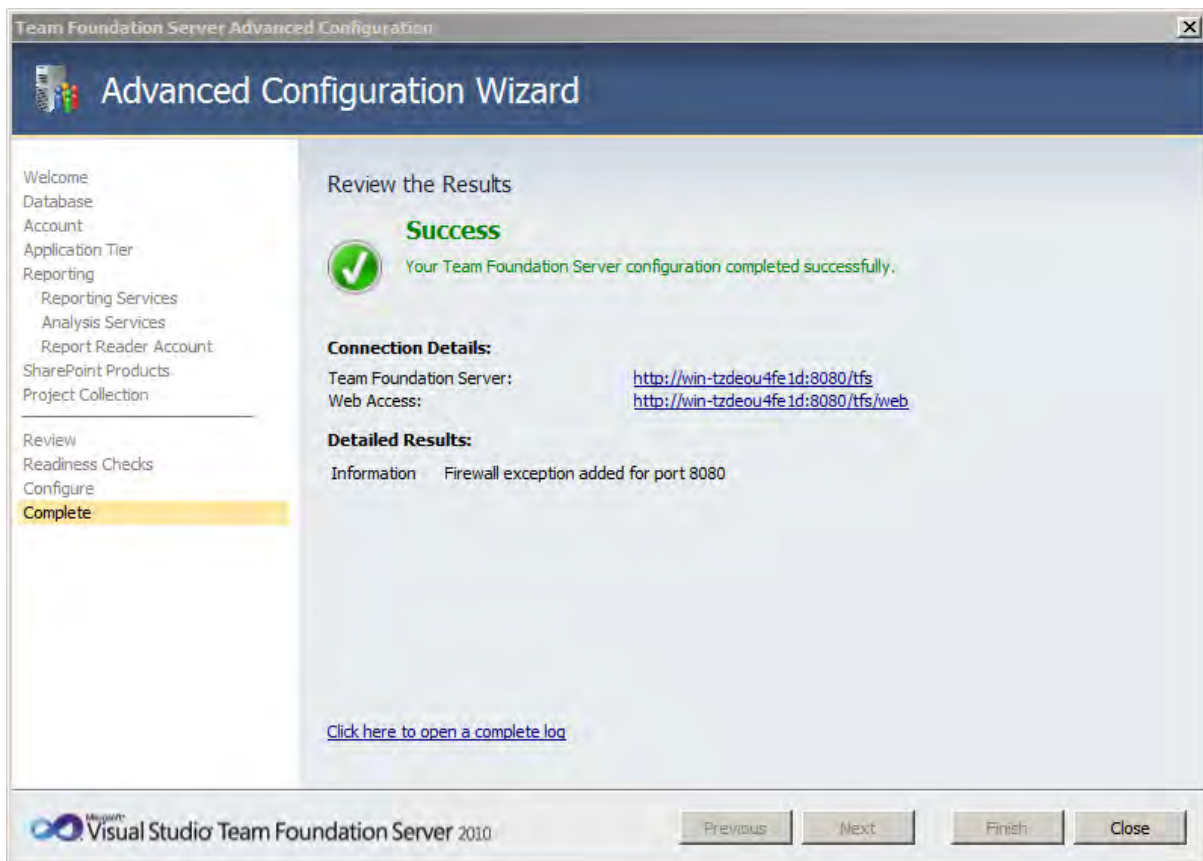 Team Foundation Server Advanced Configuration
Advanced Configuration Wizard
Welcome
Database
Account
Application Tier
Reporting
Reporting Services
Analysis Services
Report Reader Account
SharePoint Products
Project Collection
Review
Readiness Checks
Configure
Complete
Review the Results
Success
Your Team Foundation Server configuration completed successfully.
Connection Details:
Team Foundation Server: http://win-tzdeou4fe1d:8080/tfs
Web Access: http://win-tzdeou4fe1d:8080/tfs/web
Detailed Results:
Information Firewall exception added for port 8080
Click here to open a complete log
Microsoft
Visual Studio Team Foundation Server 2010
Previous Next Finish Close